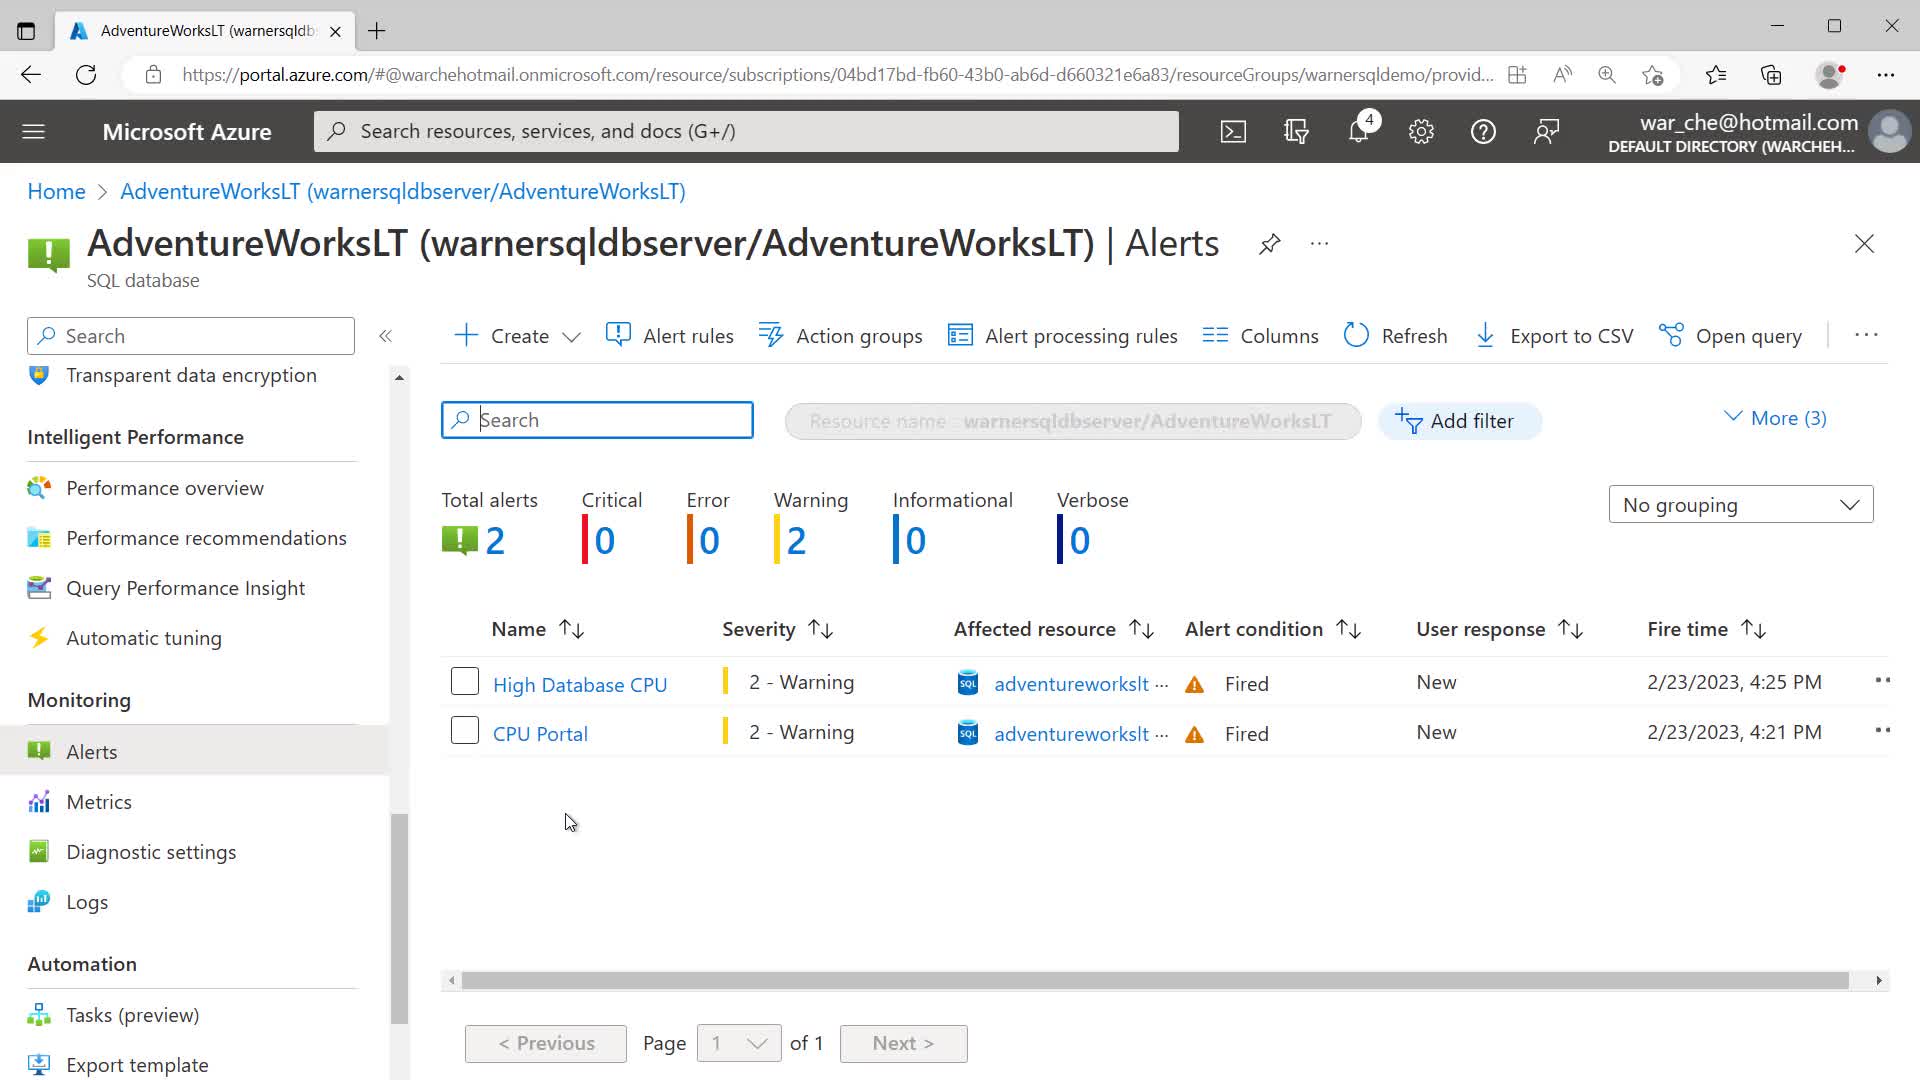 AdventureWorksLT (warnersqldb
https://portal.azure.com/#@warchehotmail.onmicrosoft.com/resource/subscriptions/04bd17bd-fb60-43b0-ab6d-d660321e6a83/resourceGroups/warnersqldemo/provid...
Microsoft Azure
Search resources, services, and docs (G+/)
4
war_che@hotmail.com
DEFAULT DIRECTORY (WARCHEH...
Home > AdventureWorksLT (warnersqldbserver/AdventureWorksLT)
AdventureWorksLT (warnersqldbserver/AdventureWorksLT) | Alerts
SQL database
Search
Transparent data encryption
Intelligent Performance
Performance overview
Performance recommendations
Query Performance Insight
Automatic tuning
Monitoring
Alerts
Metrics
Diagnostic settings
Logs
Automation
Tasks (preview)
Export template
Create Alert rules Action groups Alert processing rules Columns Refresh Export to CSV Open query
Search Resource name : warnersqldbserver/AdventureWorksLT Add filter More (3)
Total alerts Critical Error Warning Informational Verbose
2 0 0 2 0 0
No grouping
Name Severity Affected resource Alert condition User response Fire time
High Database CPU 2 - Warning SQL adventureworkslt ... Fired New 2/23/2023, 4:25 PM
CPU Portal 2 - Warning SQL adventureworkslt ... Fired New 2/23/2023, 4:21 PM
< Previous Page 1 of 1 Next >